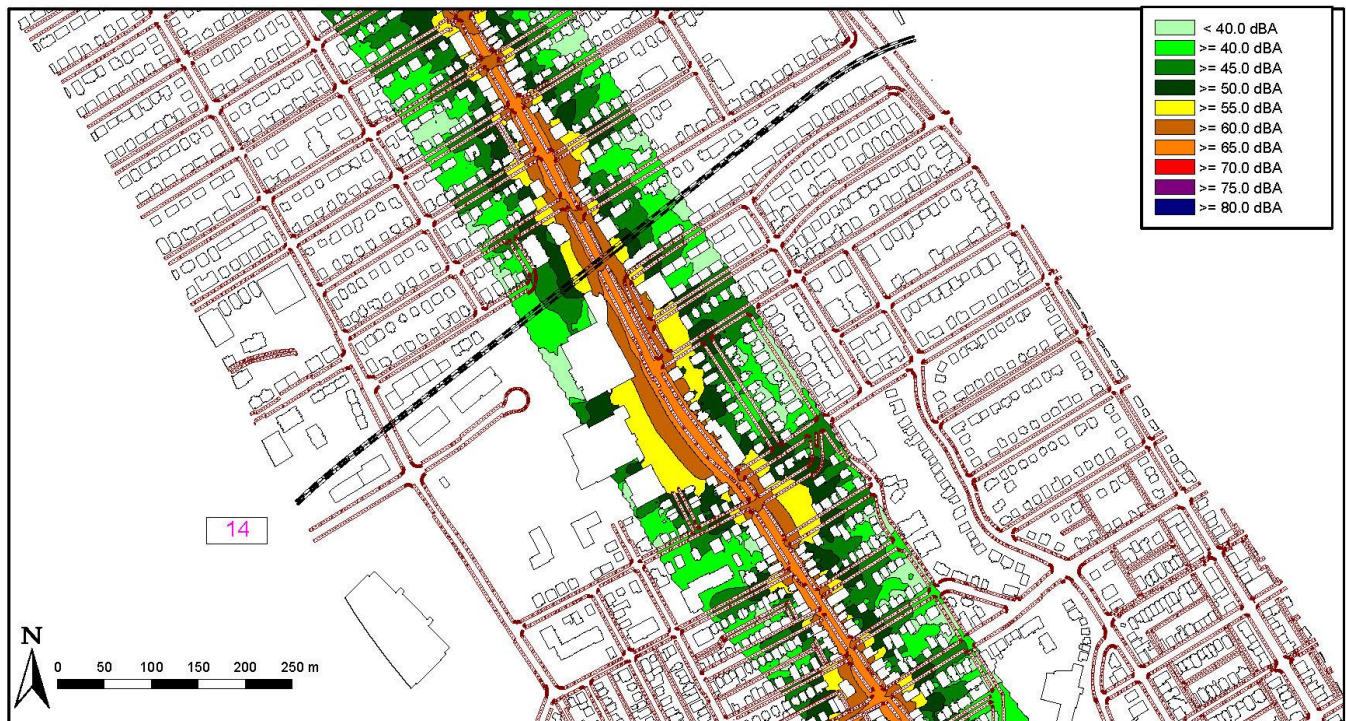 < 40.0 dBA
>= 40.0 dBA
>= 45.0 dBA
>= 50.0 dBA
>= 55.0 dBA
>= 60.0 dBA
>= 65.0 dBA
>= 70.0 dBA
>= 75.0 dBA
>= 80.0 dBA
14
N
0 50 100 150 200 250 m